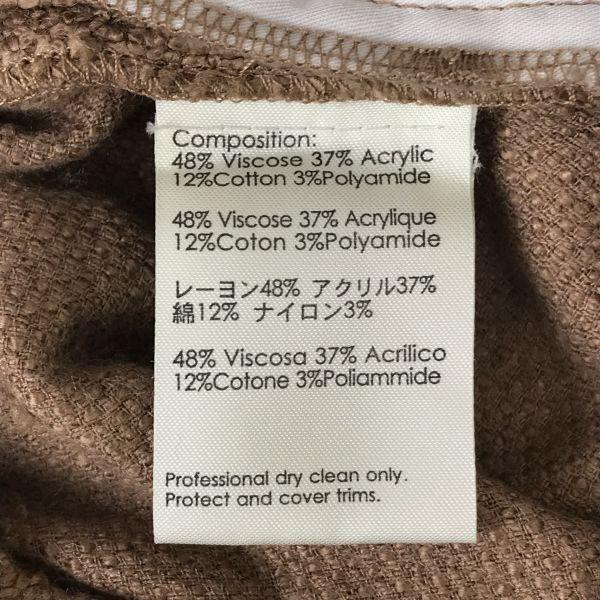 Composition:
48% Viscose 37% Acrylic
12%Cotton 3%Polyamide
48% Viscose 37% Acrylique
12%Coton 3%Polyamide
レーヨン48% アクリル37%
綿12% ナイロン3%
48% Viscosa 37% Acrilico
12%Cotone 3%Poliammide
Professional dry clean only.
Protect and cover trims.